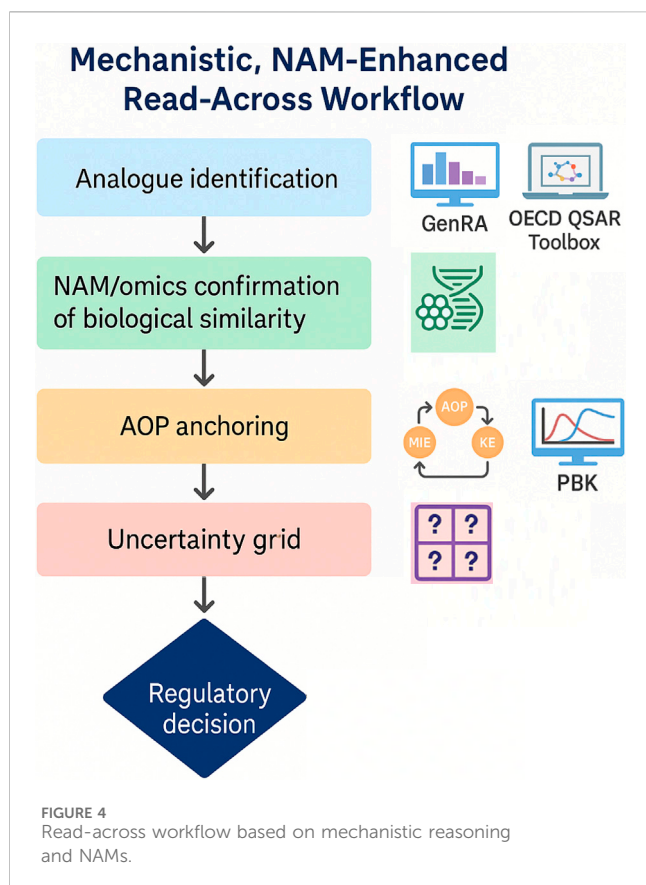 Mechanistic, NAM-Enhanced
Read-Across Workflow
Analogue identification
GenRA
OECD QSAR
Toolbox
NAM/omics confirmation
of biological similarity
AOP anchoring
AOP
MIE
KE
PBK
Uncertainty grid
? ?
? ?
Regulatory
decision
FIGURE 4
Read-across workflow based on mechanistic reasoning
and NAMs.